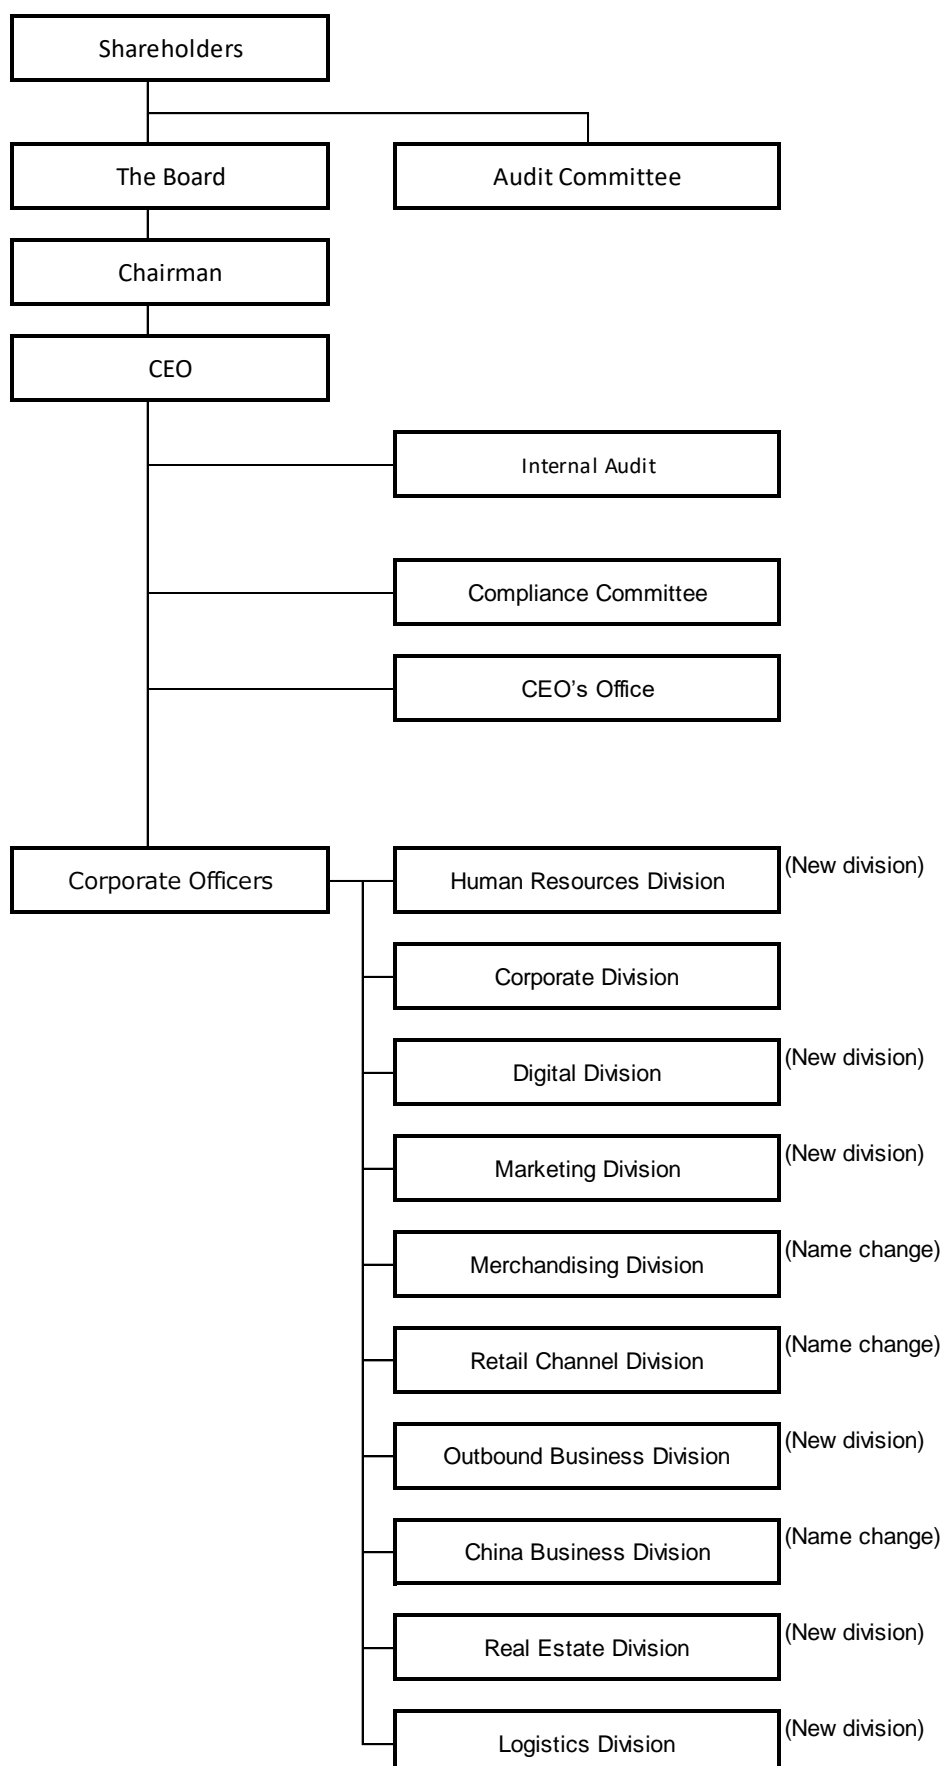 Shareholders
The Board
Audit Committee
Chairman
CEO
Internal Audit
Compliance Committee
CEO’s Office
Corporate Officers
Human Resources Division
(New division)
Corporate Division
Digital Division
(New division)
Marketing Division
(New division)
Merchandising Division
(Name change)
Retail Channel Division
(Name change)
Outbound Business Division
(New division)
China Business Division
(Name change)
Real Estate Division
(New division)
Logistics Division
(New division)